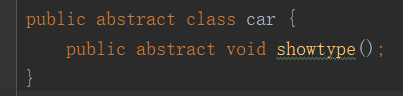 public abstract class car {
    public abstract void showtype();
}